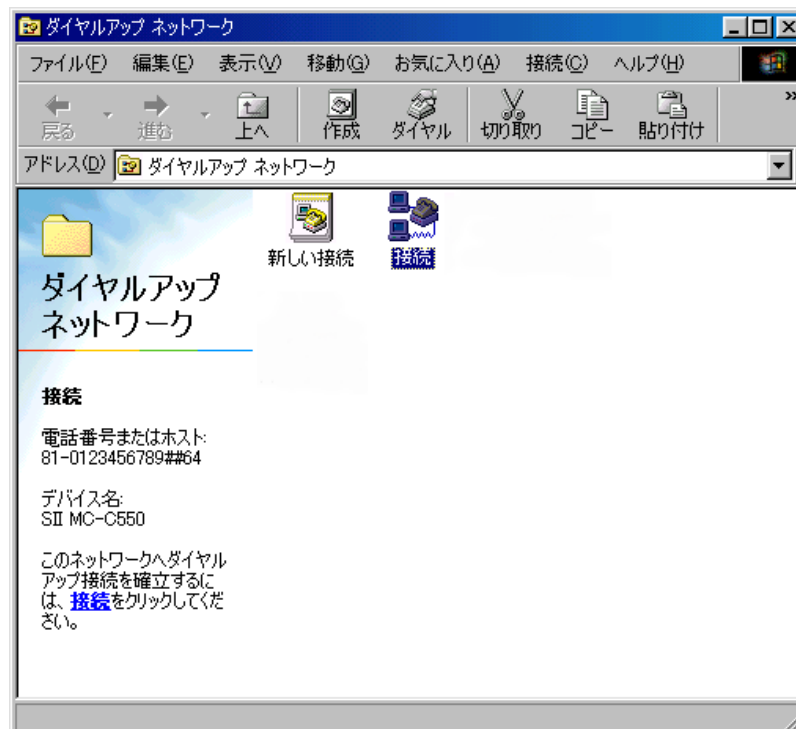 ダイヤルアップ ネットワーク
ファイル(F) 編集(E) 表示(V) 移動(G) お気に入り(A) 接続(C) ヘルプ(H)
戻る 進む 上へ 作成 ダイヤル 切り取り コピー 貼り付け »
アドレス(D) ダイヤルアップ ネットワーク
新しい接続 接続
ダイヤルアップ
ネットワーク
接続
電話番号またはホスト:
81-0123456789##64
デバイス名:
SII MC-C550
このネットワークへダイヤル
アップ接続を確立するに
は、接続をクリックしてくだ
さい。